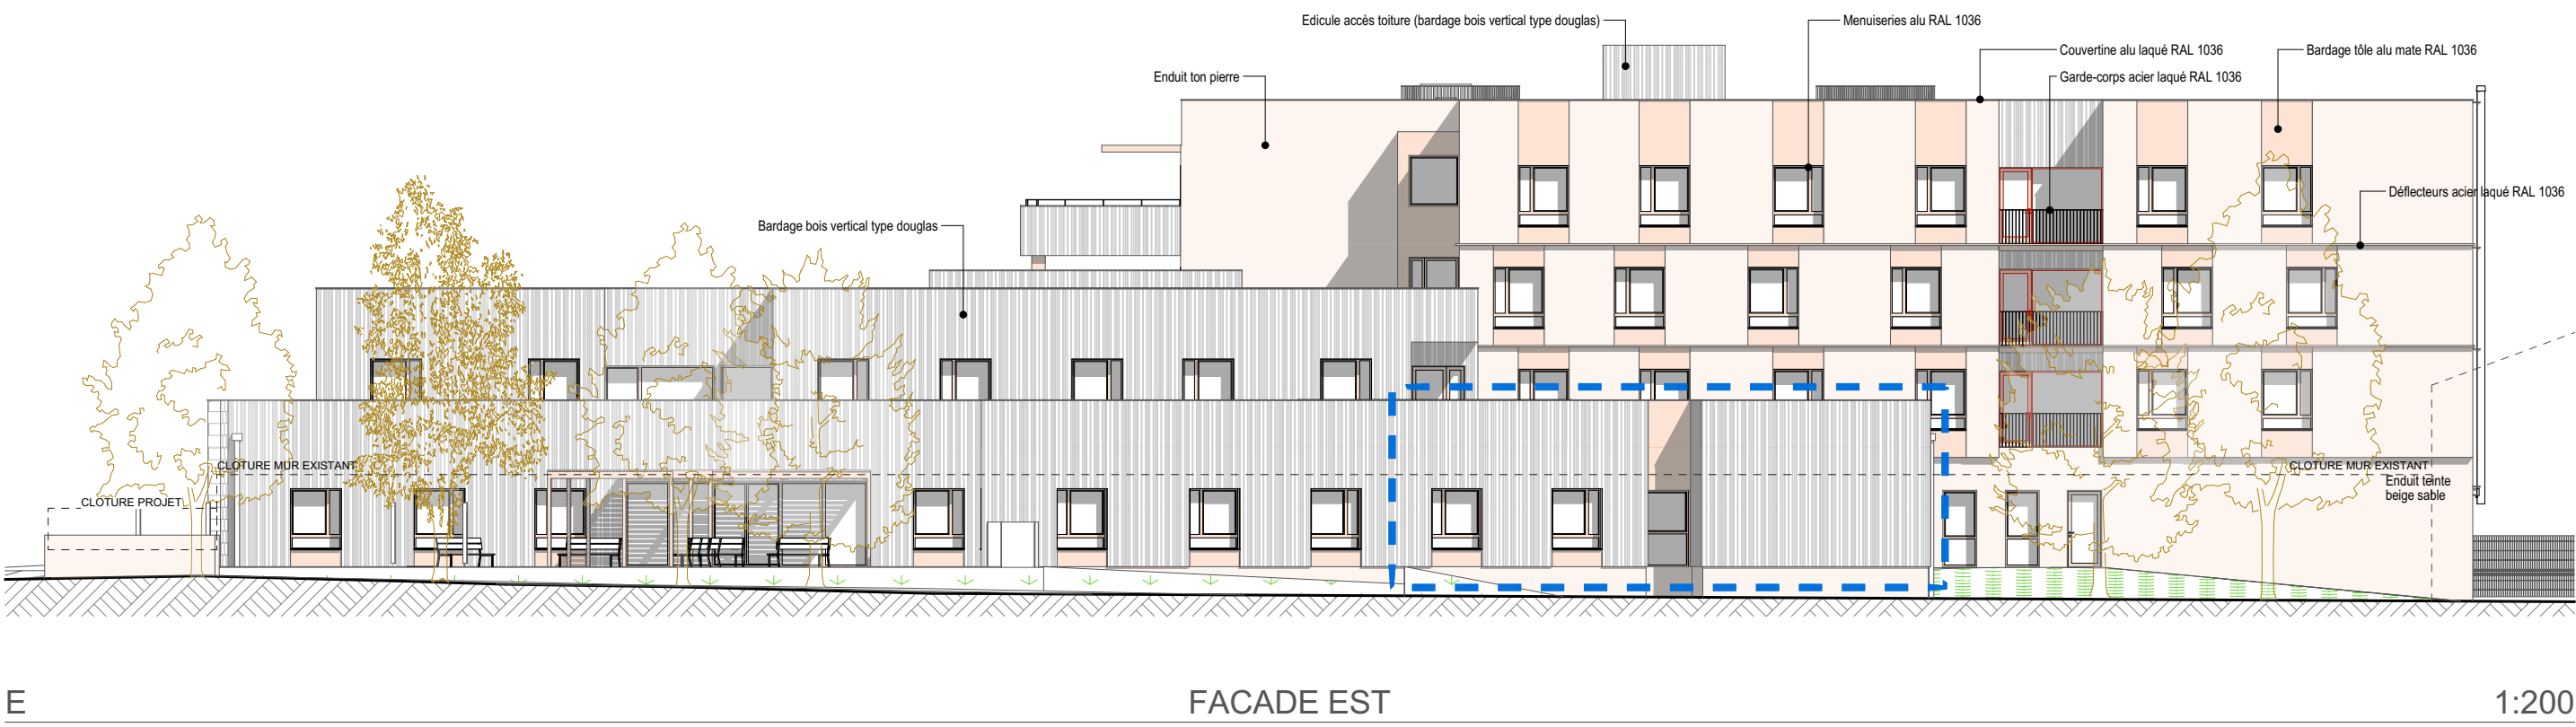 Edicule accès toiture (bardage bois vertical type douglas)
Menuiseries alu RAL 1036
Couvertine alu laqué RAL 1036
Bardage tôle alu mate RAL 1036
Enduit ton pierre
Garde-corps acier laqué RAL 1036
Déflecteurs acier laqué RAL 1036
Bardage bois vertical type douglas
CLOTURE MUR EXISTANT
CLOTURE MUR EXISTANT
Enduit teinte
beige sable
CLOTURE PROJET
E
FACADE EST
1:200